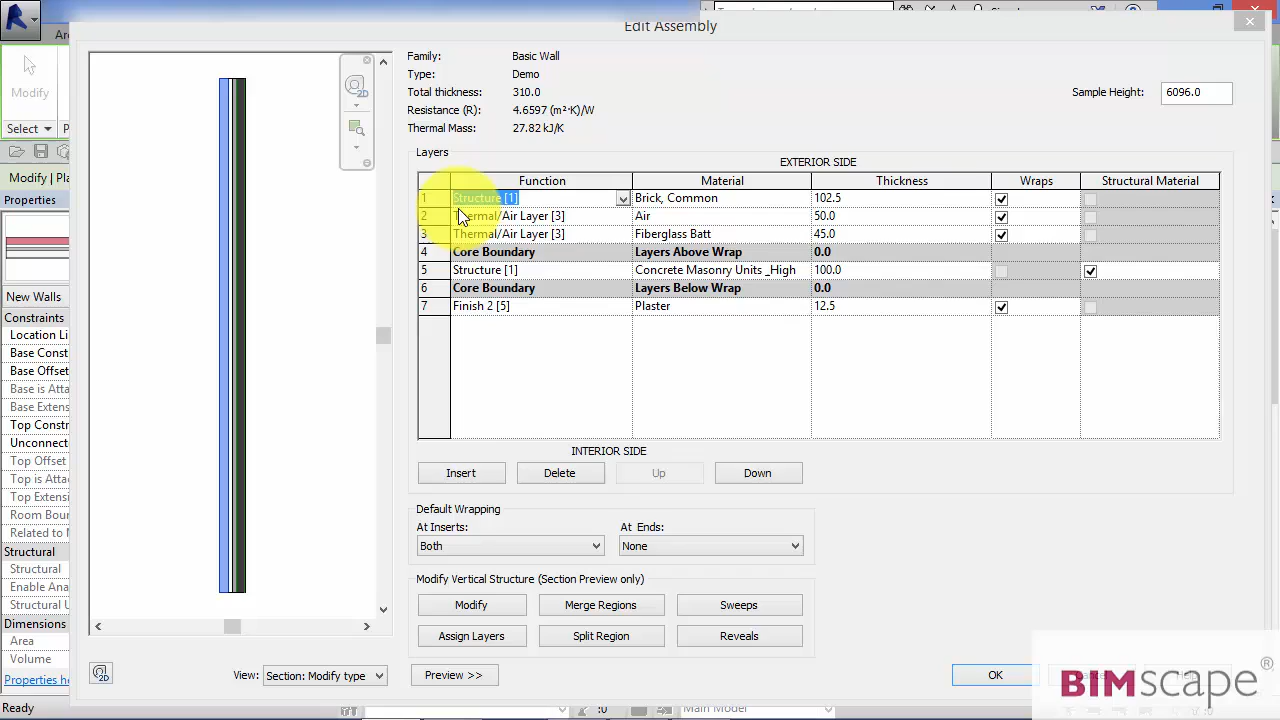 Edit Assembly
Modify
Select
Modify | Pla
Properties
New Walls
Constraints
Location Li
Base Const
Base Offset
Base is Atta
Base Exten
Top Constr
Unconnect
Top Offset
Top Extensi
Room Boun
Related to M
Structural
Structural
Enable Ana
Structural U
Dimensions
Area
Volume
Properties he
Ready
Family: Basic Wall
Type: Demo
Total thickness: 310.0
Resistance (R): 4.6597 (m²·K)/W
Thermal Mass: 27.82 kJ/K
Sample Height: 6096.0
Layers
EXTERIOR SIDE
Function Material Thickness Wraps Structural Material
1 Structure [1] Brick, Common 102.5
2 Thermal/Air Layer [3] Air 50.0
3 Thermal/Air Layer [3] Fiberglass Batt 45.0
4 Core Boundary Layers Above Wrap 0.0
5 Structure [1] Concrete Masonry Units _High 100.0
6 Core Boundary Layers Below Wrap 0.0
7 Finish 2 [5] Plaster 12.5
INTERIOR SIDE
Insert Delete Up Down
Default Wrapping
At Inserts: At Ends:
Both None
Modify Vertical Structure (Section Preview only)
Modify Merge Regions Sweeps
Assign Layers Split Region Reveals
2D
2D
View: Section: Modify type Preview >> OK
:0 Main Model
BIMscape®